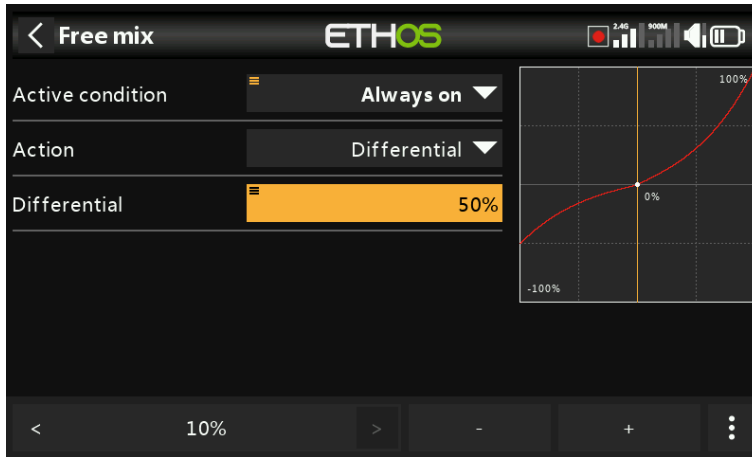 Free mix ETHOS 2.4G 900M
Active condition Always on
100%
Action Differential
Differential 50%
0%
-100%
< 10% > - +